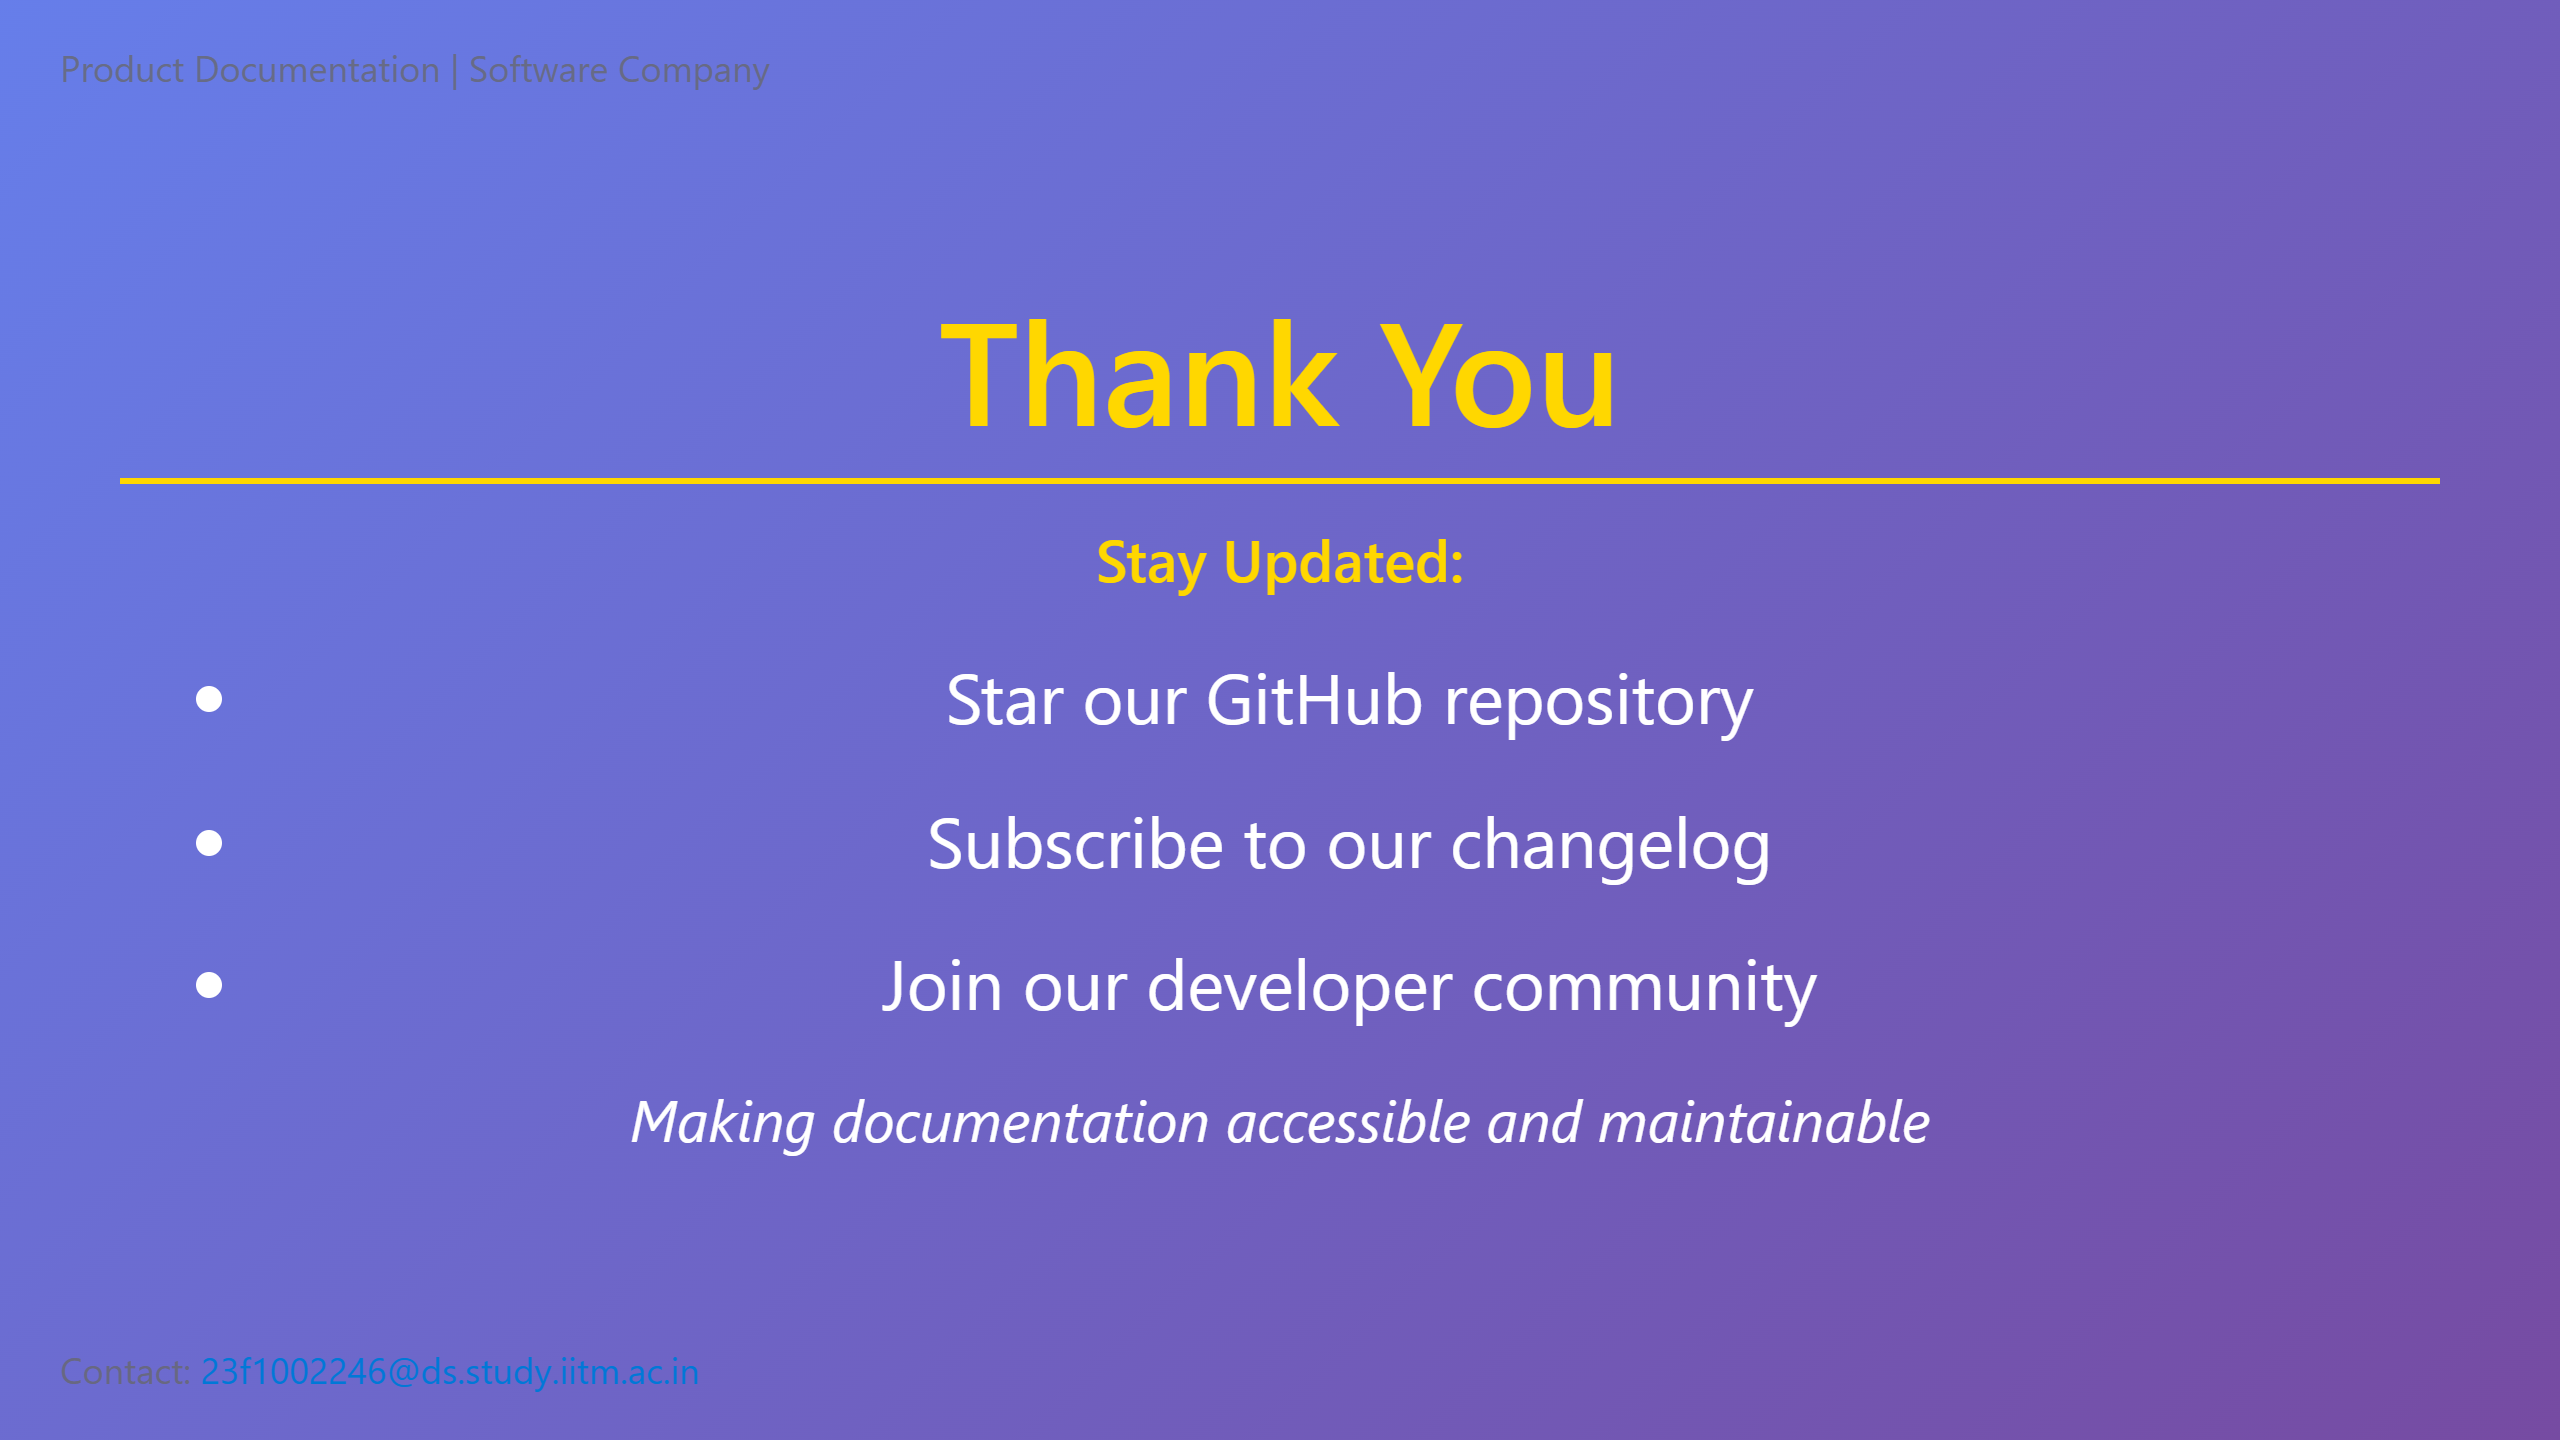 Product Documentation | Software Company
Thank You
Stay Updated:
• Star our GitHub repository
• Subscribe to our changelog
• Join our developer community
Making documentation accessible and maintainable
Contact: 23f1002246@ds.study.iitm.ac.in